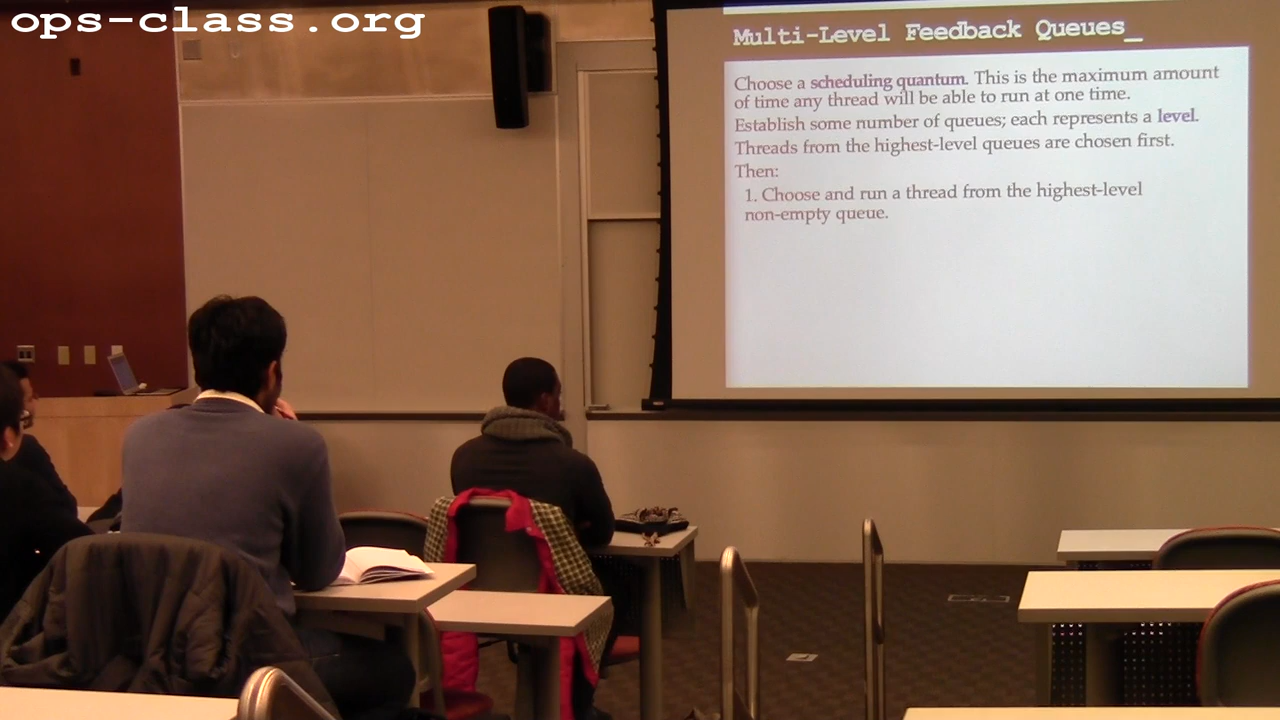 ops-class.org
Multi-Level Feedback Queues_
Choose a scheduling quantum. This is the maximum amount
of time any thread will be able to run at one time.
Establish some number of queues; each represents a level.
Threads from the highest-level queues are chosen first.
Then:
1. Choose and run a thread from the highest-level
non-empty queue.